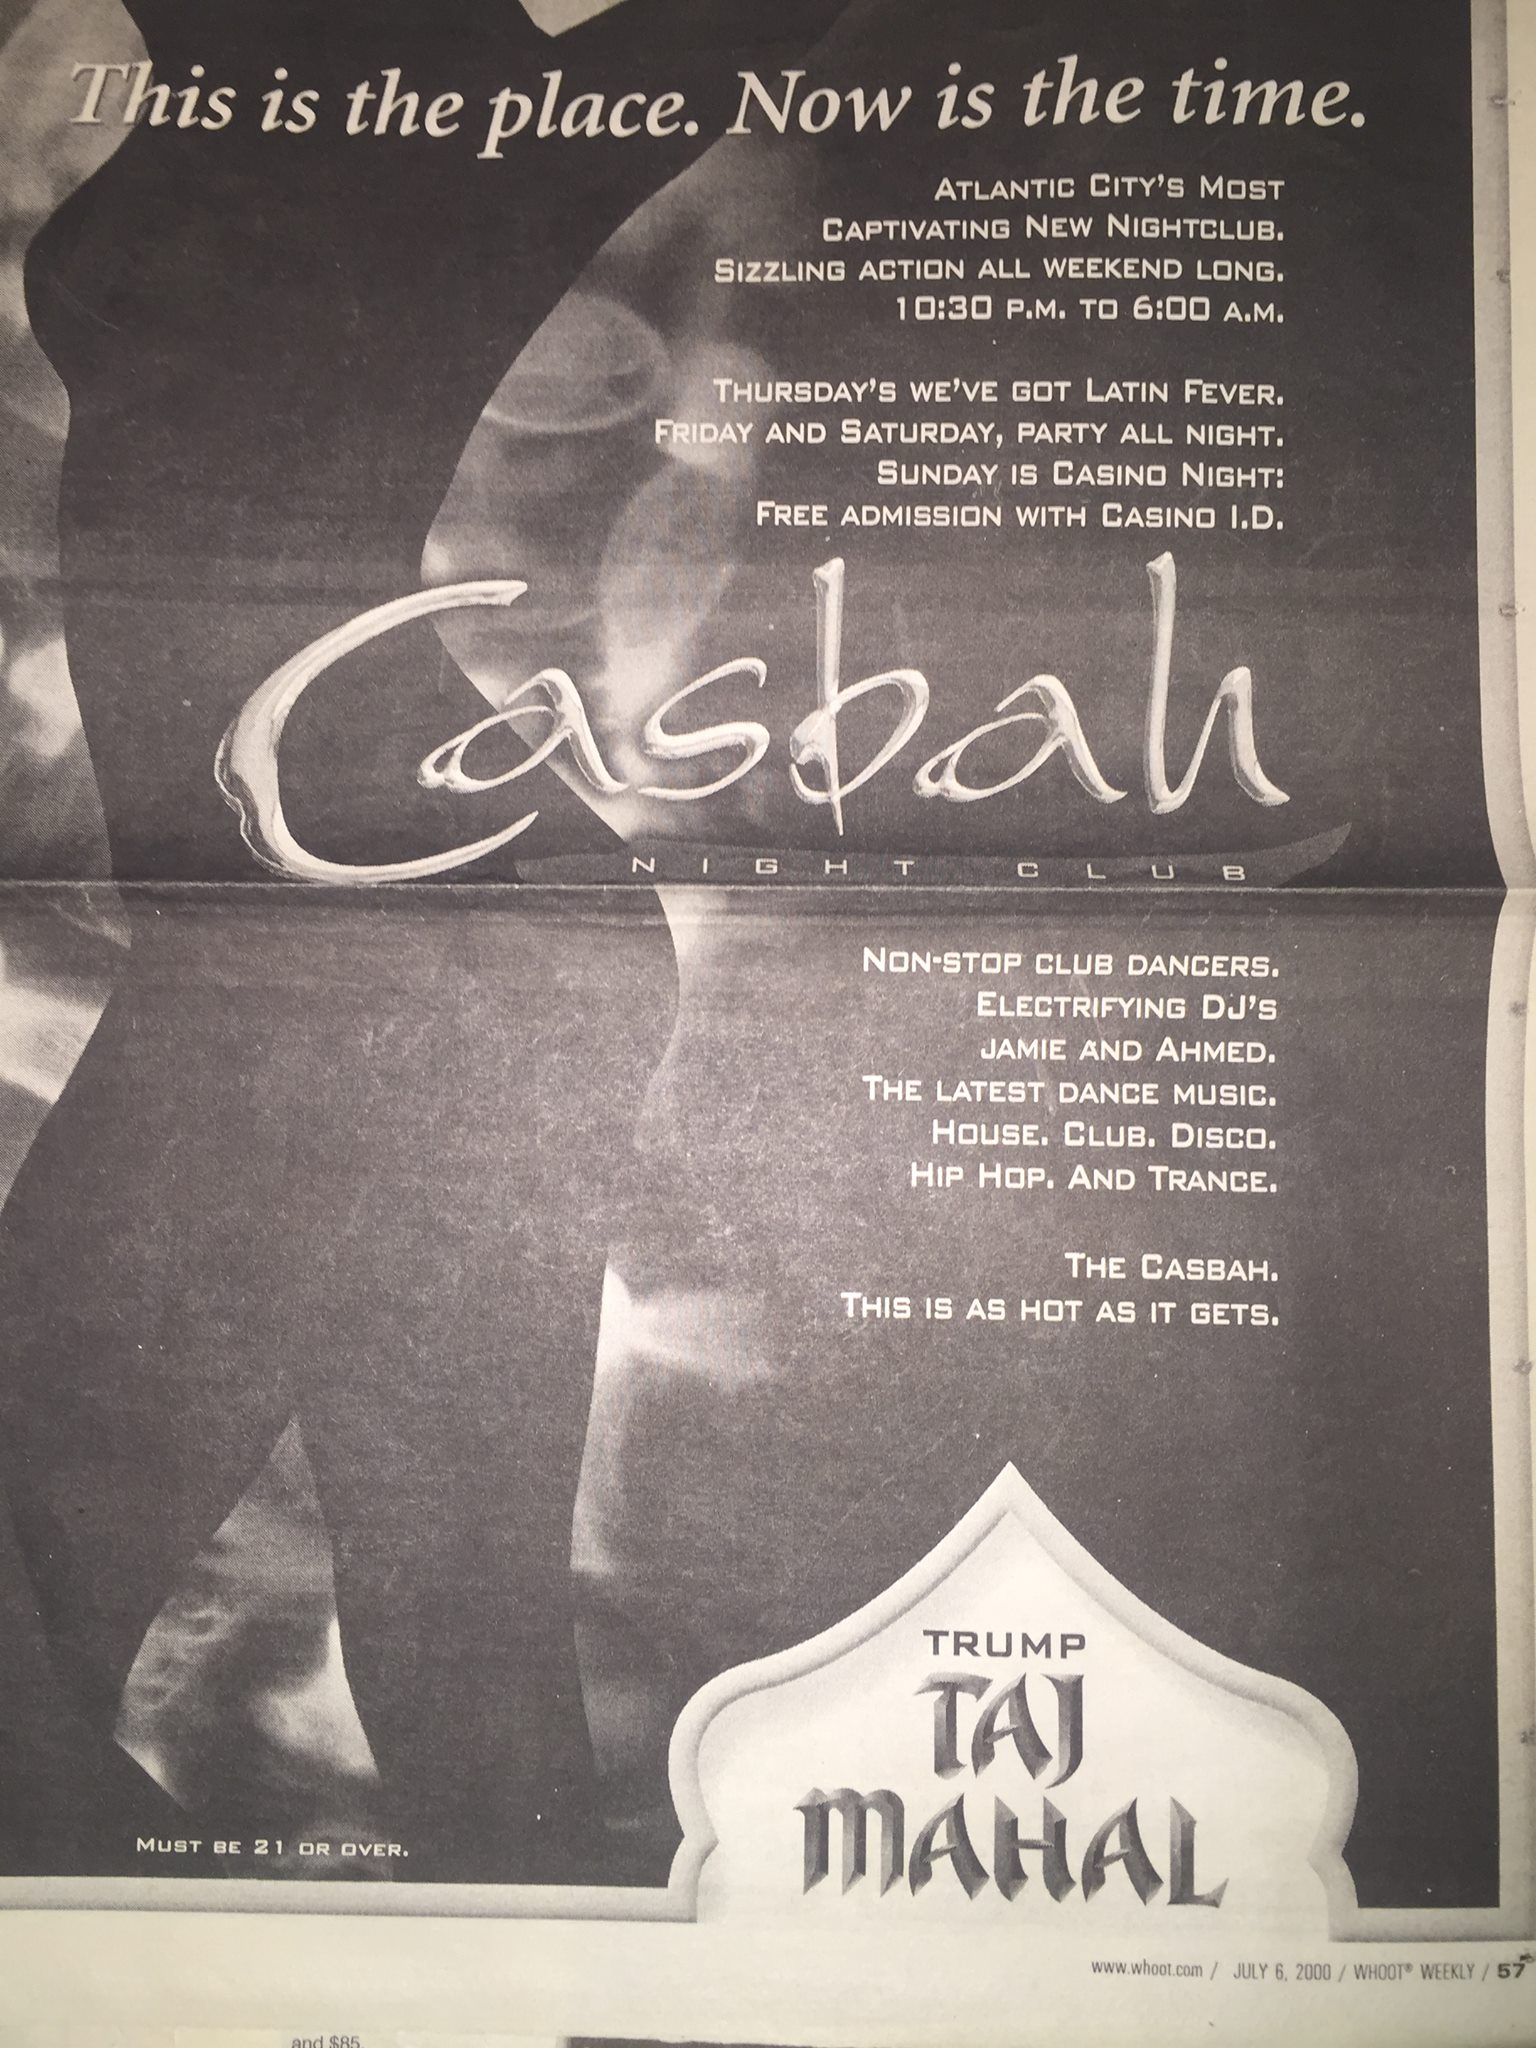 This is the place. Now is the time.
Atlantic City's Most
Captivating New Nightclub.
Sizzling action all weekend long.
10:30 p.m. to 6:00 a.m.
Thursday's we've got Latin Fever.
Friday and Saturday, party all night.
Sunday is Casino Night:
Free admission with Casino I.D.
Casbah
NIGHT CLUB
Non-stop club dancers.
Electrifying DJ's
Jamie and Ahmed.
The latest dance music.
House. Club. Disco.
Hip Hop. And Trance.
The Casbah.
This is as hot as it gets.
TRUMP
TAJ
MAHAL
Must be 21 or over.
www.whoot.com / JULY 6, 2000 / WHOOT® WEEKLY / 57
and $85.